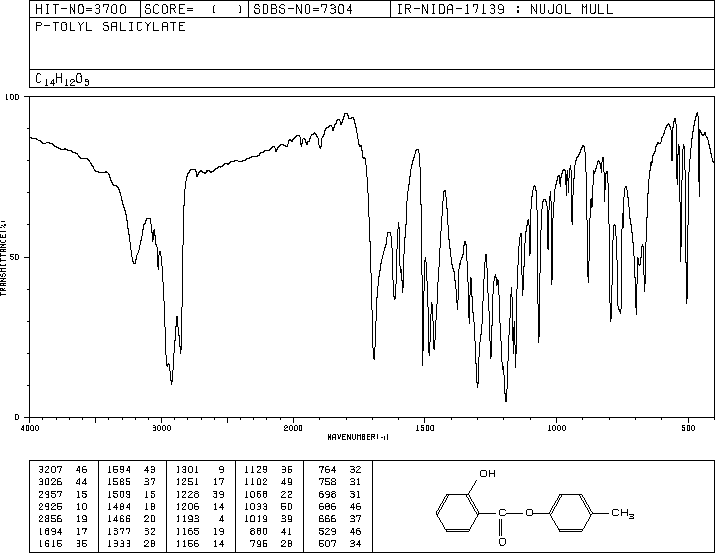 HIT-NO=3700 SCORE= ( ) SDBS-NO=7304 IR-NIDA-17139 : NUJOL MULL
P-TOLYL SALICYLATE
C14H12O3
100
50
0
TRANSMITTANCE(%)
4000 3000 2000 1500 1000 500
WAVENUMBER(-1)
3207 46 1594 49 1301 9 1129 36 764 32
3026 44 1585 37 1251 17 1102 49 758 31
2957 15 1509 15 1228 39 1068 22 698 31
2925 10 1484 18 1206 14 1033 50 686 46
2856 19 1466 20 1193 4 1019 39 666 37
1694 17 1377 32 1165 19 880 41 529 46
1615 35 1333 28 1156 14 796 28 507 34
OH
C O CH3
O